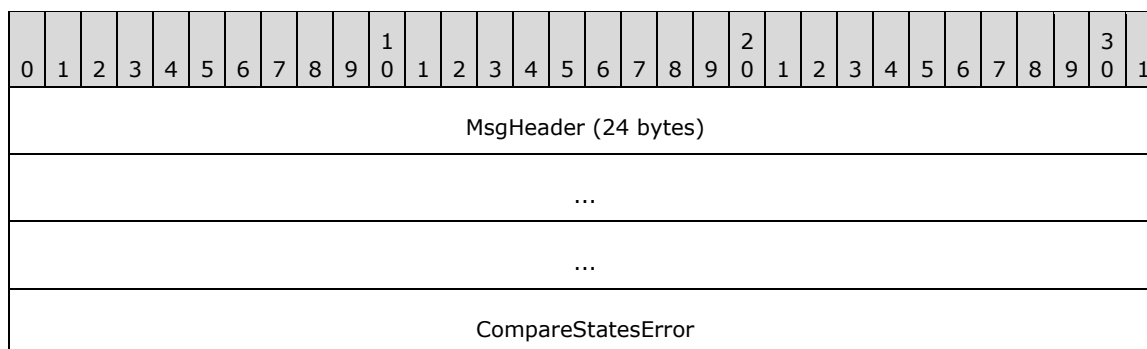 1 2 3
0 1 2 3 4 5 6 7 8 9 0 1 2 3 4 5 6 7 8 9 0 1 2 3 4 5 6 7 8 9 0 1
MsgHeader (24 bytes)
...
...
CompareStatesError